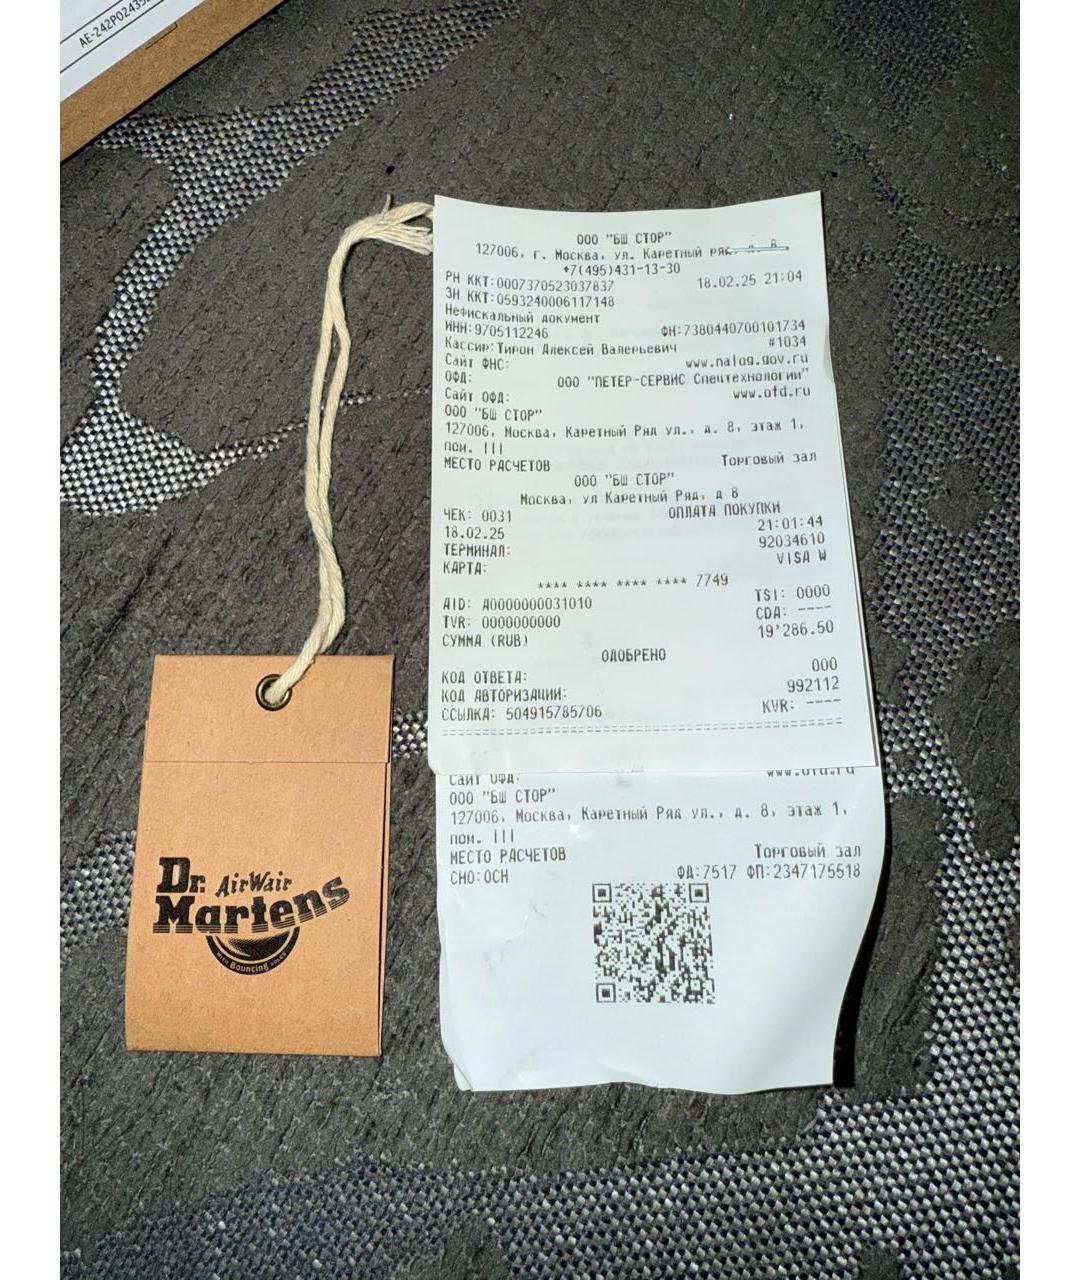 AE-242P0243
Dr. AirWair
Martens
WITH Bouncing SOLES
ООО "БШ СТОР"
127006, г. Москва, ул. Каретный ряд, д. 8
+7(495)431-13-30
РН ККТ:0007370523037837 18.02.25 21:04
ЗН ККТ:0593240006117148
Нефискальный документ
ИНН:9705112246 ФН:7380440700101734
Кассир:Тирон Алексей Валерьевич #1034
Сайт ФНС: www.nalog.gov.ru
ОФД: ООО "ПЕТЕР-СЕРВИС Спецтехнологии"
Сайт ОФД: www.ofd.ru
ООО "БШ СТОР"
127006, Москва, Каретный Ряд ул., д. 8, этаж 1,
пом. III
МЕСТО РАСЧЕТОВ Торговый зал
ООО "БШ СТОР"
Москва, ул Каретный Ряд, д 8
ЧЕК: 0031 ОПЛАТА ПОКУПКИ
18.02.25 21:01:44
ТЕРМИНАЛ: 92034610
КАРТА: VISA W
**** **** **** **** 7749
AID: A0000000031010 TSI: 0000
TVR: 0000000000 CDA: ----
СУММА (RUB) 19'286.50
ОДОБРЕНО
КОД ОТВЕТА: 000
КОД АВТОРИЗАЦИИ: 992112
ССЫЛКА: 504915785706 KVR: ----
Сайт ОФД: www.ofd.ru
ООО "БШ СТОР"
127006, Москва, Каретный Ряд ул., д. 8, этаж 1,
пом. III
МЕСТО РАСЧЕТОВ Торговый зал
СНО:ОСН ФД:7517 ФП:2347175518